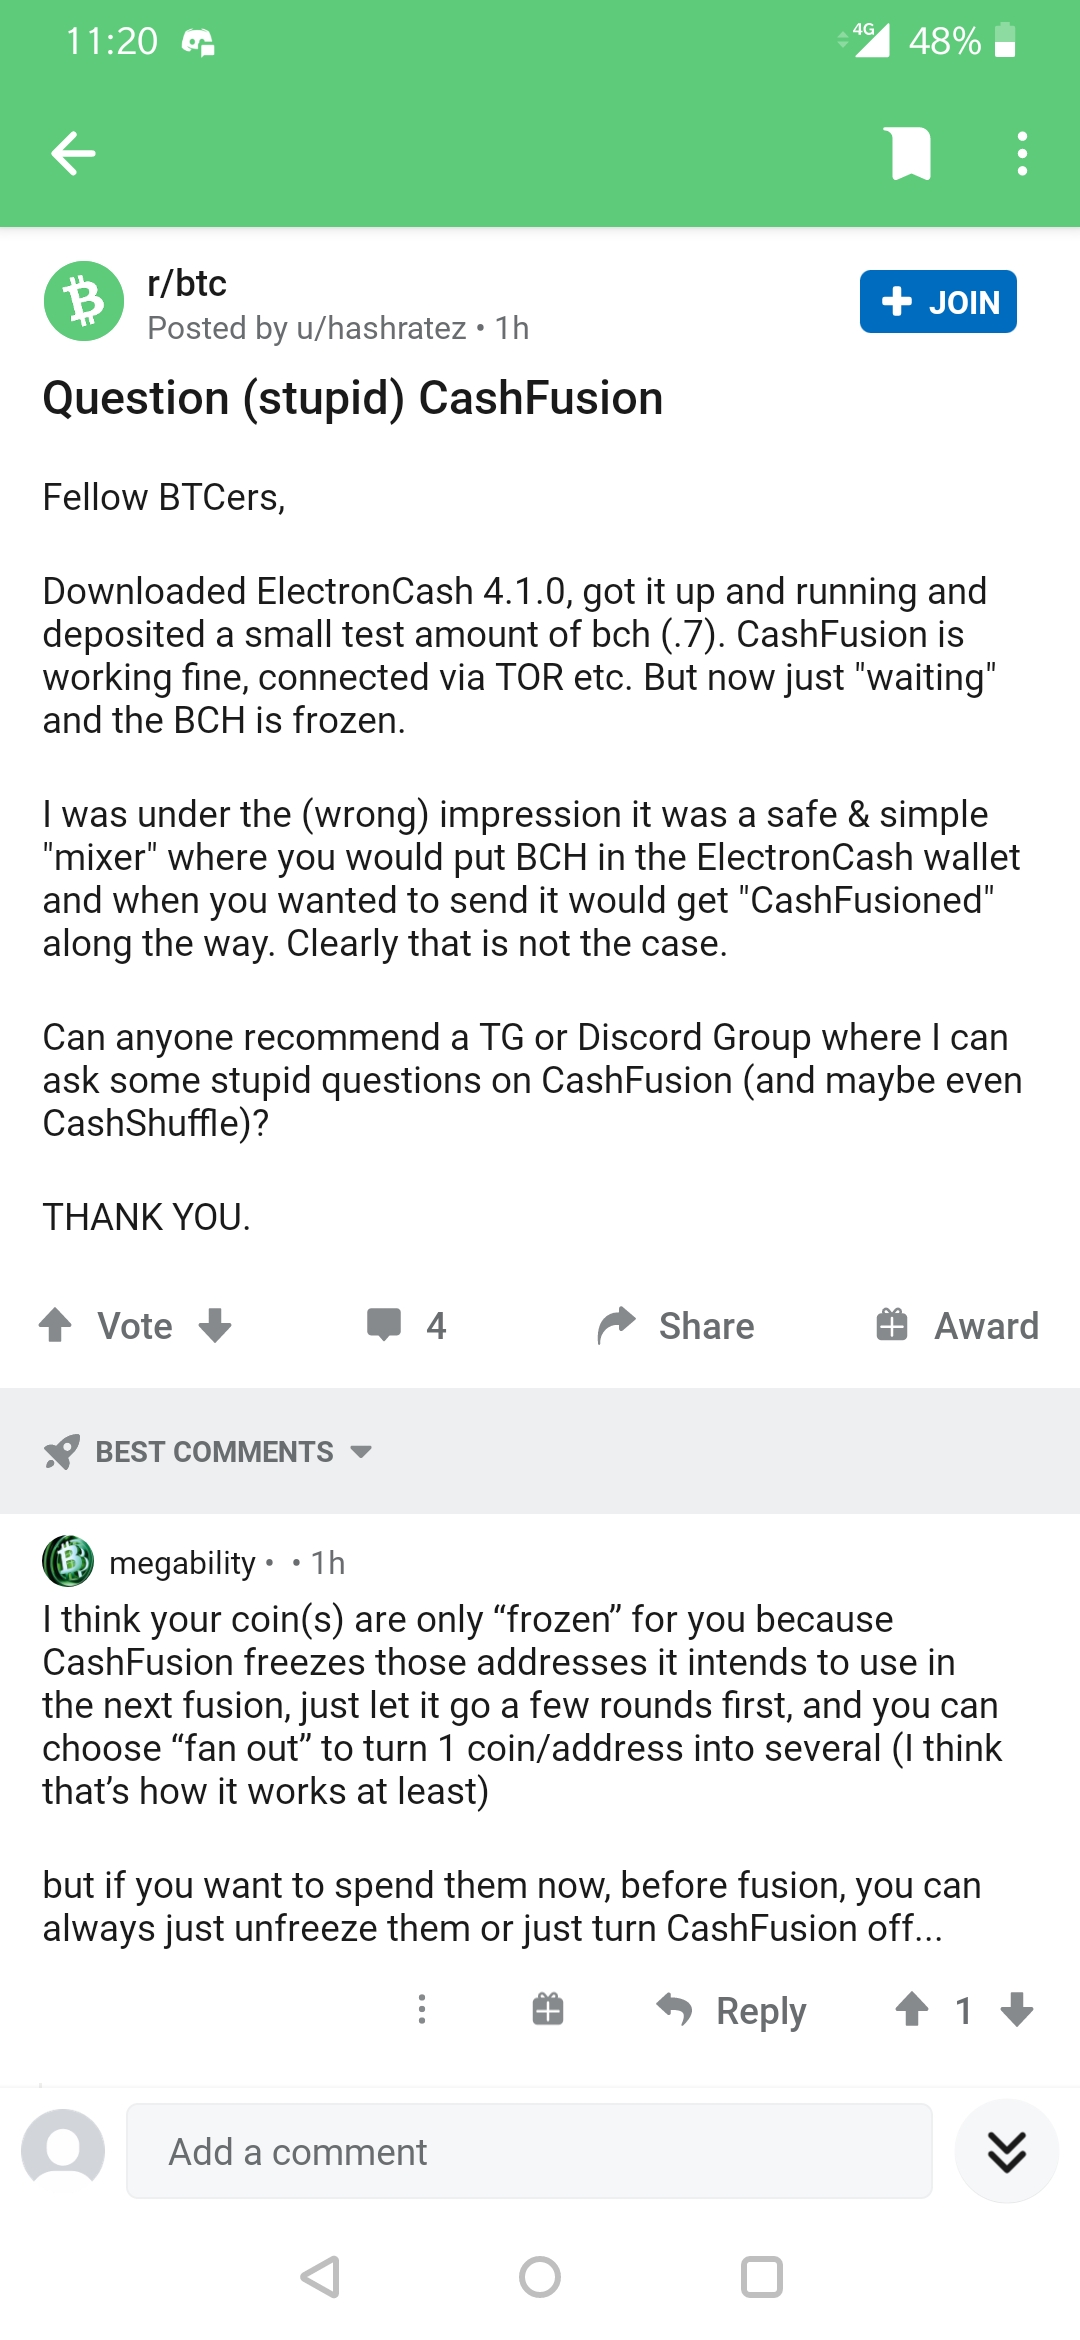 11:20
4G 48%
r/btc
Posted by u/hashratez • 1h
JOIN
Question (stupid) CashFusion
Fellow BTCers,
Downloaded ElectronCash 4.1.0, got it up and running and
deposited a small test amount of bch (.7). CashFusion is
working fine, connected via TOR etc. But now just "waiting"
and the BCH is frozen.
I was under the (wrong) impression it was a safe & simple
"mixer" where you would put BCH in the ElectronCash wallet
and when you wanted to send it would get "CashFusioned"
along the way. Clearly that is not the case.
Can anyone recommend a TG or Discord Group where I can
ask some stupid questions on CashFusion (and maybe even
CashShuffle)?
THANK YOU.
Vote 4 Share Award
BEST COMMENTS
megability • • 1h
I think your coin(s) are only “frozen” for you because
CashFusion freezes those addresses it intends to use in
the next fusion, just let it go a few rounds first, and you can
choose “fan out” to turn 1 coin/address into several (I think
that’s how it works at least)
but if you want to spend them now, before fusion, you can
always just unfreeze them or just turn CashFusion off...
Reply 1
Add a comment